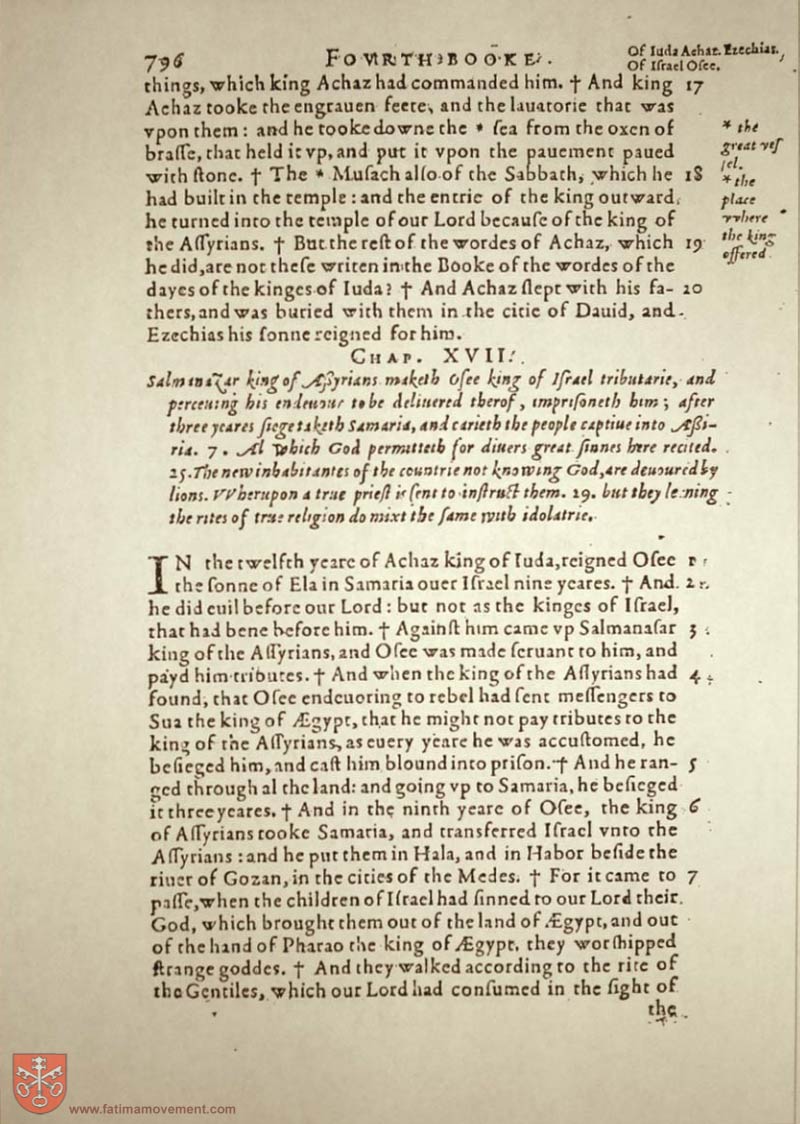 796 FOVRTH BOOKE. Of Iuda Achaz. Ezechias.
Of Iſrael Oſee.
things, which king Achaz had commanded him. † And king 17
Achaz tooke the engrauen feete, and the lauatorie that was
vpon them: and he tooke downe the * ſea from the oxen of
braſſe, that held it vp, and put it vpon the pauement paued
with ſtone. † The * Muſach alſo of the Sabbath, which he 18
had built in the temple: and the entrie of the king outward
he turned into the temple of our Lord becauſe of the king of
the Aſſyrians. † But the reſt of the wordes of Achaz, which 19
he did, are not theſe writen in the Booke of the wordes of the
dayes of the kinges of Iuda? † And Achaz ſlept with his fa- 20
thers, and was buried with them in the citie of Dauid, and
Ezechias his ſonne reigned for him.
* the
great veſ
ſel.
* the
place
vvhere
the king
offered.
CHAP. XVII.
Salmanazar king of Aſſyrians maketh Oſee king of Iſrael tributarie, and
perceuing his endeuour to be deliuered therof, impriſoneth him; after
three yeares ſiege taketh Samaria, and carieth the people captiue into Aſſi-
ria. 7. Al which God permitteth for diuers great ſinnes here recited.
25. The new inhabitantes of the countrie not knowing God, are deuoured by
lions. VVherupon a true prieſt is ſent to inſtruct them. 29. but they lerning
the rites of true religion do mixt the ſame with idolatrie.
IN the twelfth yeare of Achaz king of Iuda, reigned Oſee 1
the ſonne of Ela in Samaria ouer Iſrael nine yeares. † And 2
he did euil before our Lord: but not as the kinges of Iſrael,
that had bene before him. † Againſt him came vp Salmanaſar 3
king of the Aſſyrians, and Oſee was made ſeruant to him, and
payd him tributes. † And when the king of the Aſſyrians had 4
found, that Oſee endeuoring to rebel had ſent meſſengers to
Sua the king of Ægypt, that he might not pay tributes to the
king of the Aſſyrians, as euery yeare he was accuſtomed, he
beſieged him, and caſt him blound into priſon. † And he ran- 5
ged through al the land: and going vp to Samaria, he beſieged
it three yeares. † And in the ninth yeare of Oſee, the king 6
of Aſſyrians tooke Samaria, and transferred Iſrael vnto the
Aſſyrians: and he put them in Hala, and in Habor beſide the
riuer of Gozan, in the cities of the Medes. † For it came to 7
paſſe, when the children of Iſrael had ſinned to our Lord their
God, which brought them out of the land of Ægypt, and out
of the hand of Pharao the king of Ægypt, they worſhipped
ſtrange goddes. † And they walked according to the rite of
the Gentiles, which our Lord had conſumed in the ſight of
the
www.fatimamovement.com